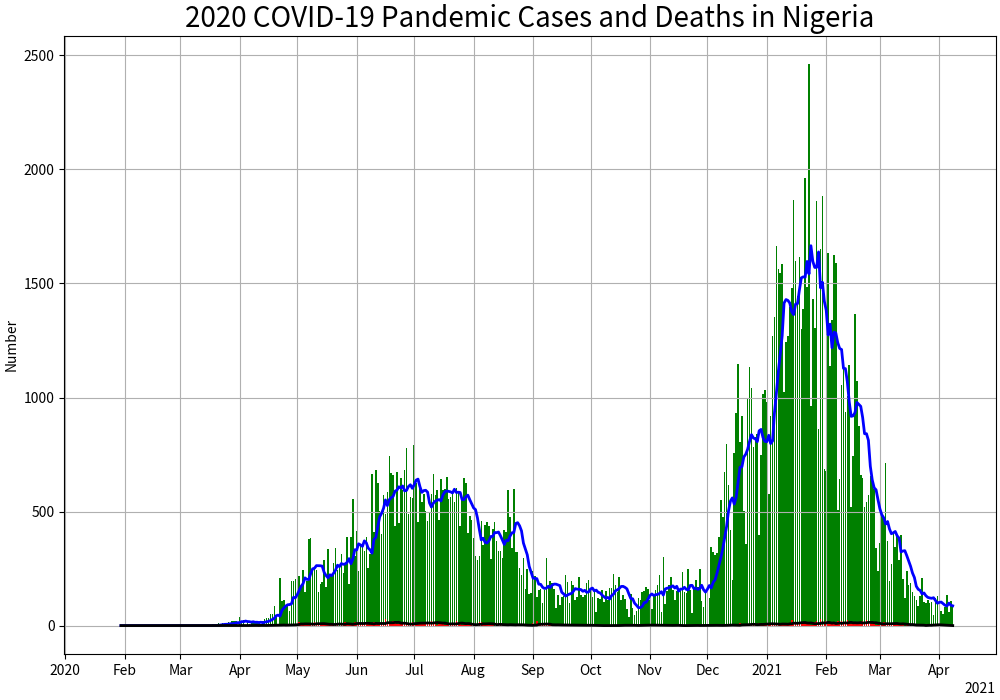 2020 COVID-19 Pandemic Cases and Deaths in Nigeria
2500
2000
1500
1000
500
0
Number
2020 Feb Mar Apr May Jun Jul Aug Sep Oct Nov Dec 2021 Feb Mar Apr
2021